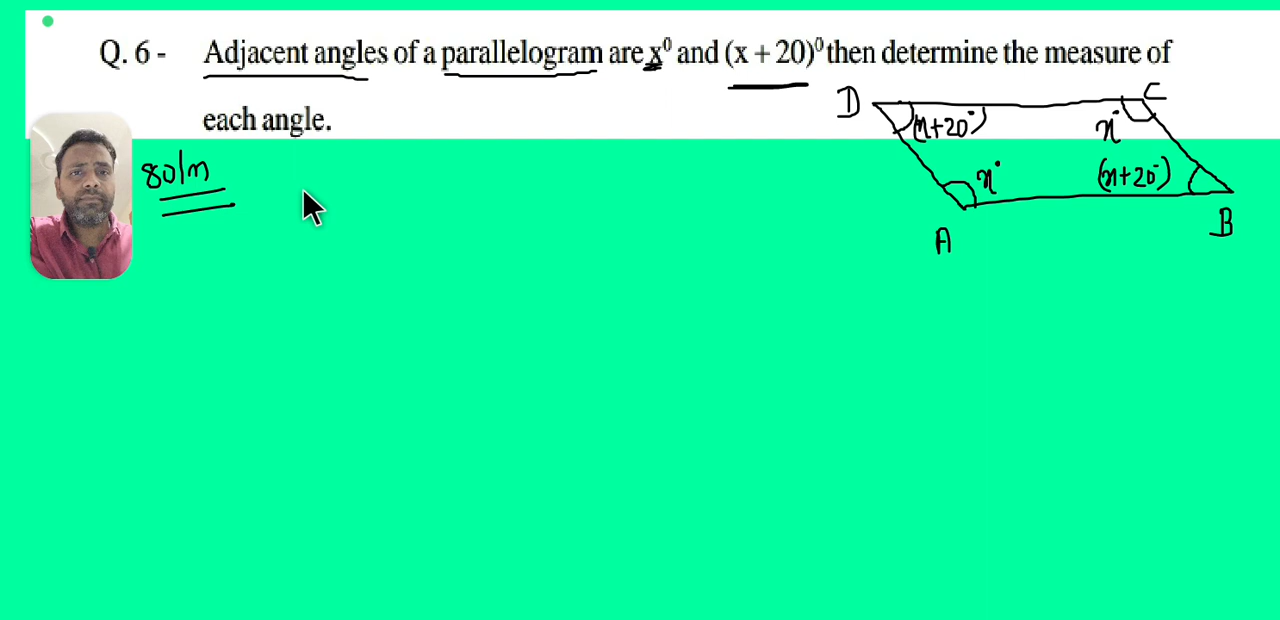 Q. 6 - Adjacent angles of a parallelogram are x⁰ and (x + 20)⁰ then determine the measure of
each angle.
D
C
(x+20°)
x°
Solm
x°
(x+20°)
A
B